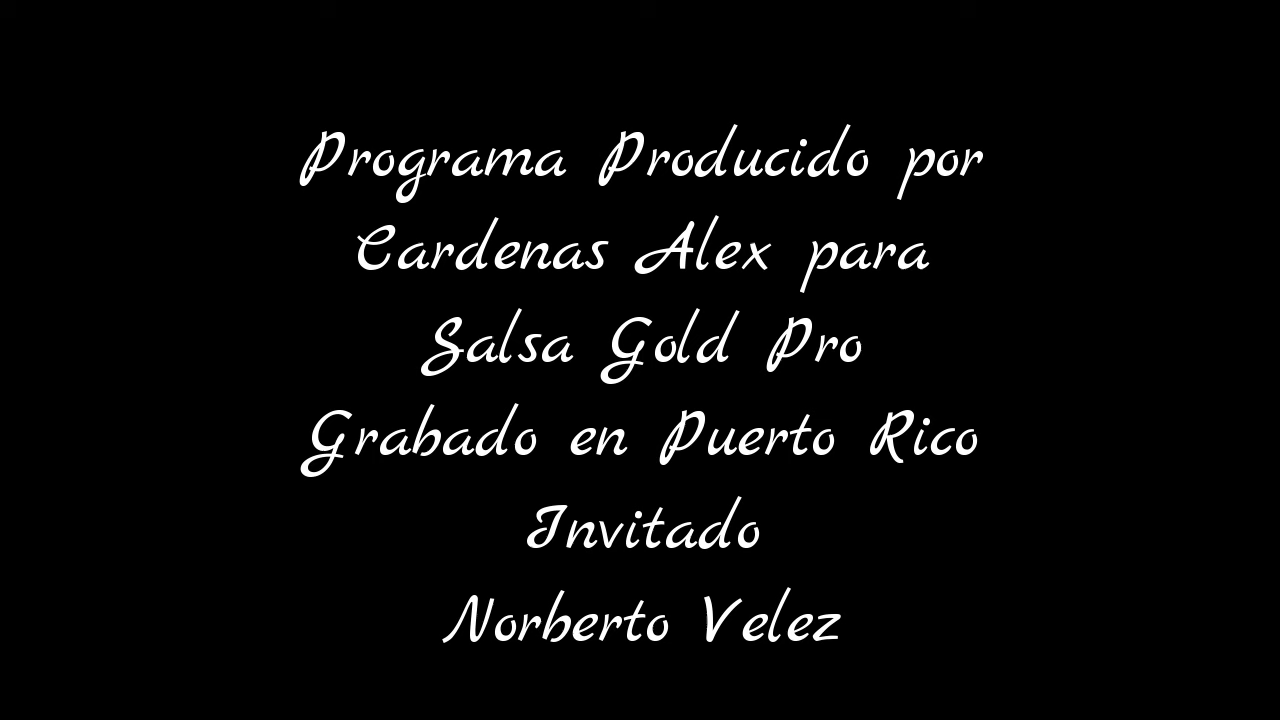 Programa Producido por
Cardenas Alex para
Salsa Gold Pro
Grabado en Puerto Rico
Invitado
Norberto Velez